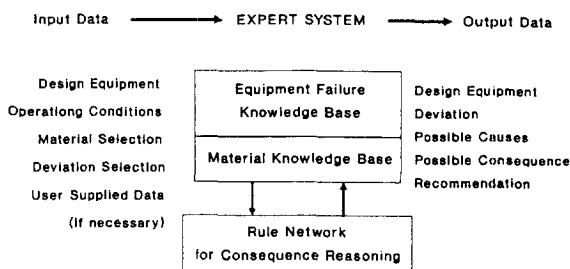 Input Data EXPERT SYSTEM Output Data
Design Equipment
Operationg Conditions
Material Selection
Deviation Selection
User Supplied Data
(If necessary)
Equipment Failure
Knowledge Base
Material Knowledge Base
Rule Network
for Consequence Reasoning
Design Equipment
Deviation
Possible Causes
Possible Consequence
Recommendation